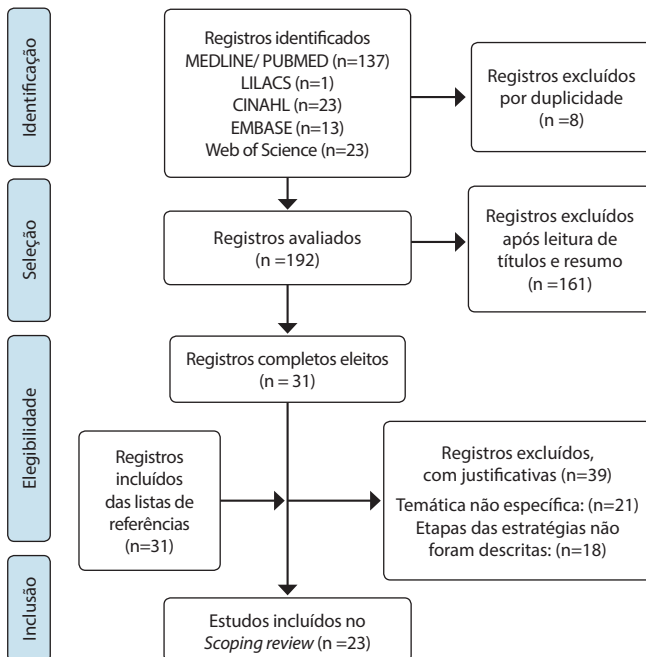 Identificação
Registros identificados
MEDLINE/ PUBMED (n=137)
LILACS (n=1)
CINAHL (n=23)
EMBASE (n=13)
Web of Science (n=23)
Registros excluídos
por duplicidade
(n =8)
Seleção
Registros avaliados
(n =192)
Registros excluídos
após leitura de
títulos e resumo
(n =161)
Elegibilidade
Registros completos eleitos
(n = 31)
Registros
incluídos
das listas de
referências
(n=31)
Registros excluídos,
com justificativas (n=39)
Temática não específica: (n=21)
Etapas das estratégias não
foram descritas: (n=18)
Inclusão
Estudos incluídos no
Scoping review (n =23)